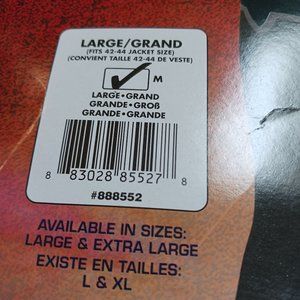 LARGE/GRAND
(FITS 42-44 JACKET SIZE)
(CONVIENT TAILLE 42-44 DE VESTE)
M
LARGE•GRAND
GRANDE•GROß
GRANDE•GRANDE
8 83028 85527 8
#888552
AVAILABLE IN SIZES:
LARGE & EXTRA LARGE
EXISTE EN TAILLES:
L & XL